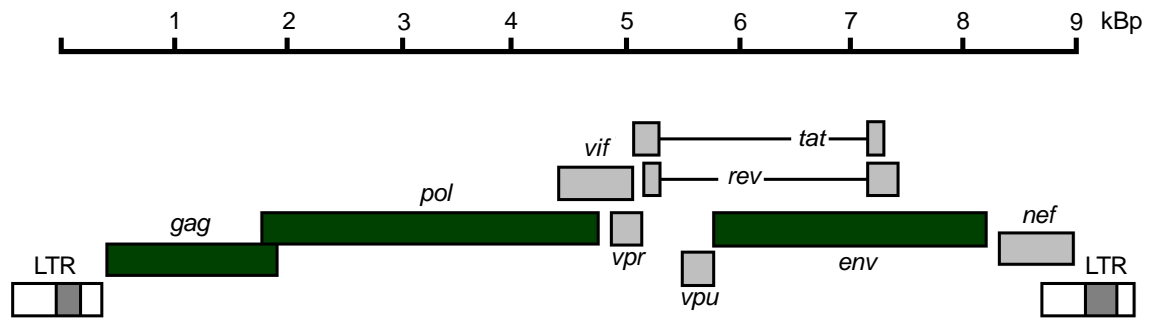 1 2 3 4 5 6 7 8 9 kBp
tat
vif
rev
pol
gag
nef
vpr
env
LTR
LTR
vpu